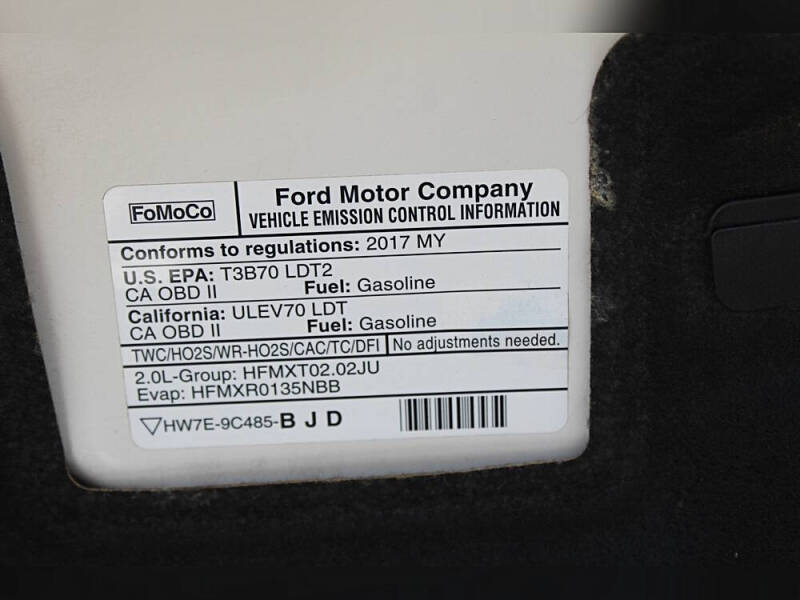 FoMoCo
Ford Motor Company
VEHICLE EMISSION CONTROL INFORMATION
Conforms to regulations: 2017 MY
U.S. EPA: T3B70 LDT2
CA OBD II Fuel: Gasoline
California: ULEV70 LDT
CA OBD II Fuel: Gasoline
TWC/HO2S/WR-HO2S/CAC/TC/DFI No adjustments needed.
2.0L-Group: HFMXT02.02JU
Evap: HFMXR0135NBB
HW7E-9C485-B J D